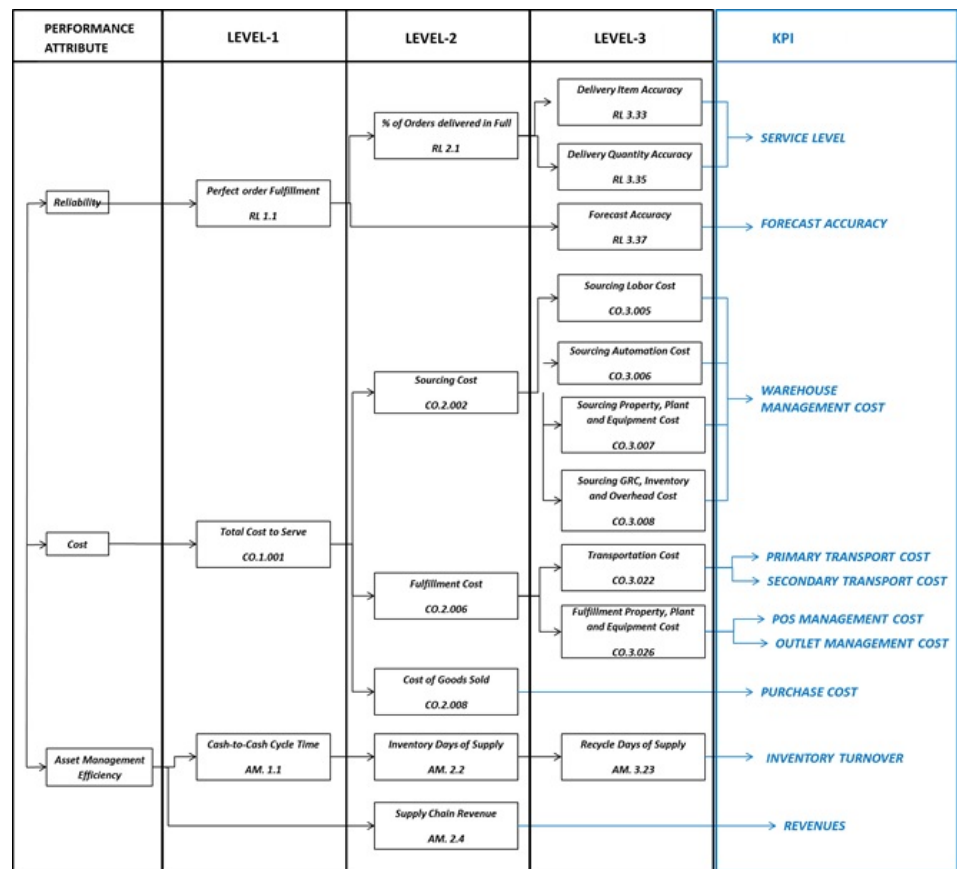 PERFORMANCE
ATTRIBUTE
LEVEL-1
LEVEL-2
LEVEL-3
KPI
Reliability
Perfect order Fulfillment
RL 1.1
% of Orders delivered in Full
RL 2.1
Delivery Item Accuracy
RL 3.33
Delivery Quantity Accuracy
RL 3.35
SERVICE LEVEL
Forecast Accuracy
RL 3.37
FORECAST ACCURACY
Cost
Total Cost to Serve
CO.1.001
Sourcing Cost
CO.2.002
Sourcing Lobor Cost
CO.3.005
Sourcing Automation Cost
CO.3.006
Sourcing Property, Plant
and Equipment Cost
CO.3.007
Sourcing GRC, Inventory
and Overhead Cost
CO.3.008
WAREHOUSE
MANAGEMENT COST
Fulfillment Cost
CO.2.006
Transportation Cost
CO.3.022
PRIMARY TRANSPORT COST
SECONDARY TRANSPORT COST
Fulfillment Property, Plant
and Equipment Cost
CO.3.026
POS MANAGEMENT COST
OUTLET MANAGEMENT COST
Cost of Goods Sold
CO.2.008
PURCHASE COST
Asset Management
Efficiency
Cash-to-Cash Cycle Time
AM. 1.1
Inventory Days of Supply
AM. 2.2
Recycle Days of Supply
AM. 3.23
INVENTORY TURNOVER
Supply Chain Revenue
AM. 2.4
REVENUES